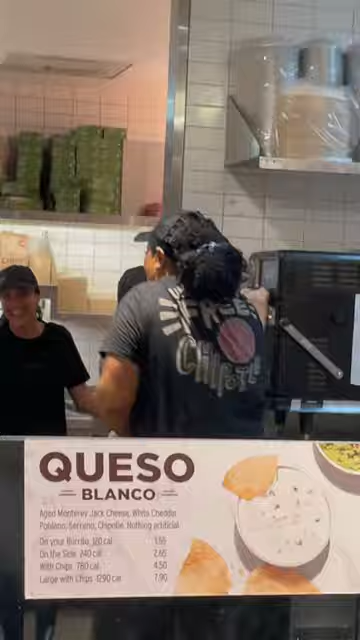 FREE
Chipotle
QUESO
BLANCO
Aged Monterey Jack Cheese, White Cheddar
Poblano, Serrano, Chipotle. Nothing artificial
On your Burrito 120 cal
On the Side 240 cal 2.65
With Chips 780 cal 4.50
Large with Chips 1290 cal 7.90